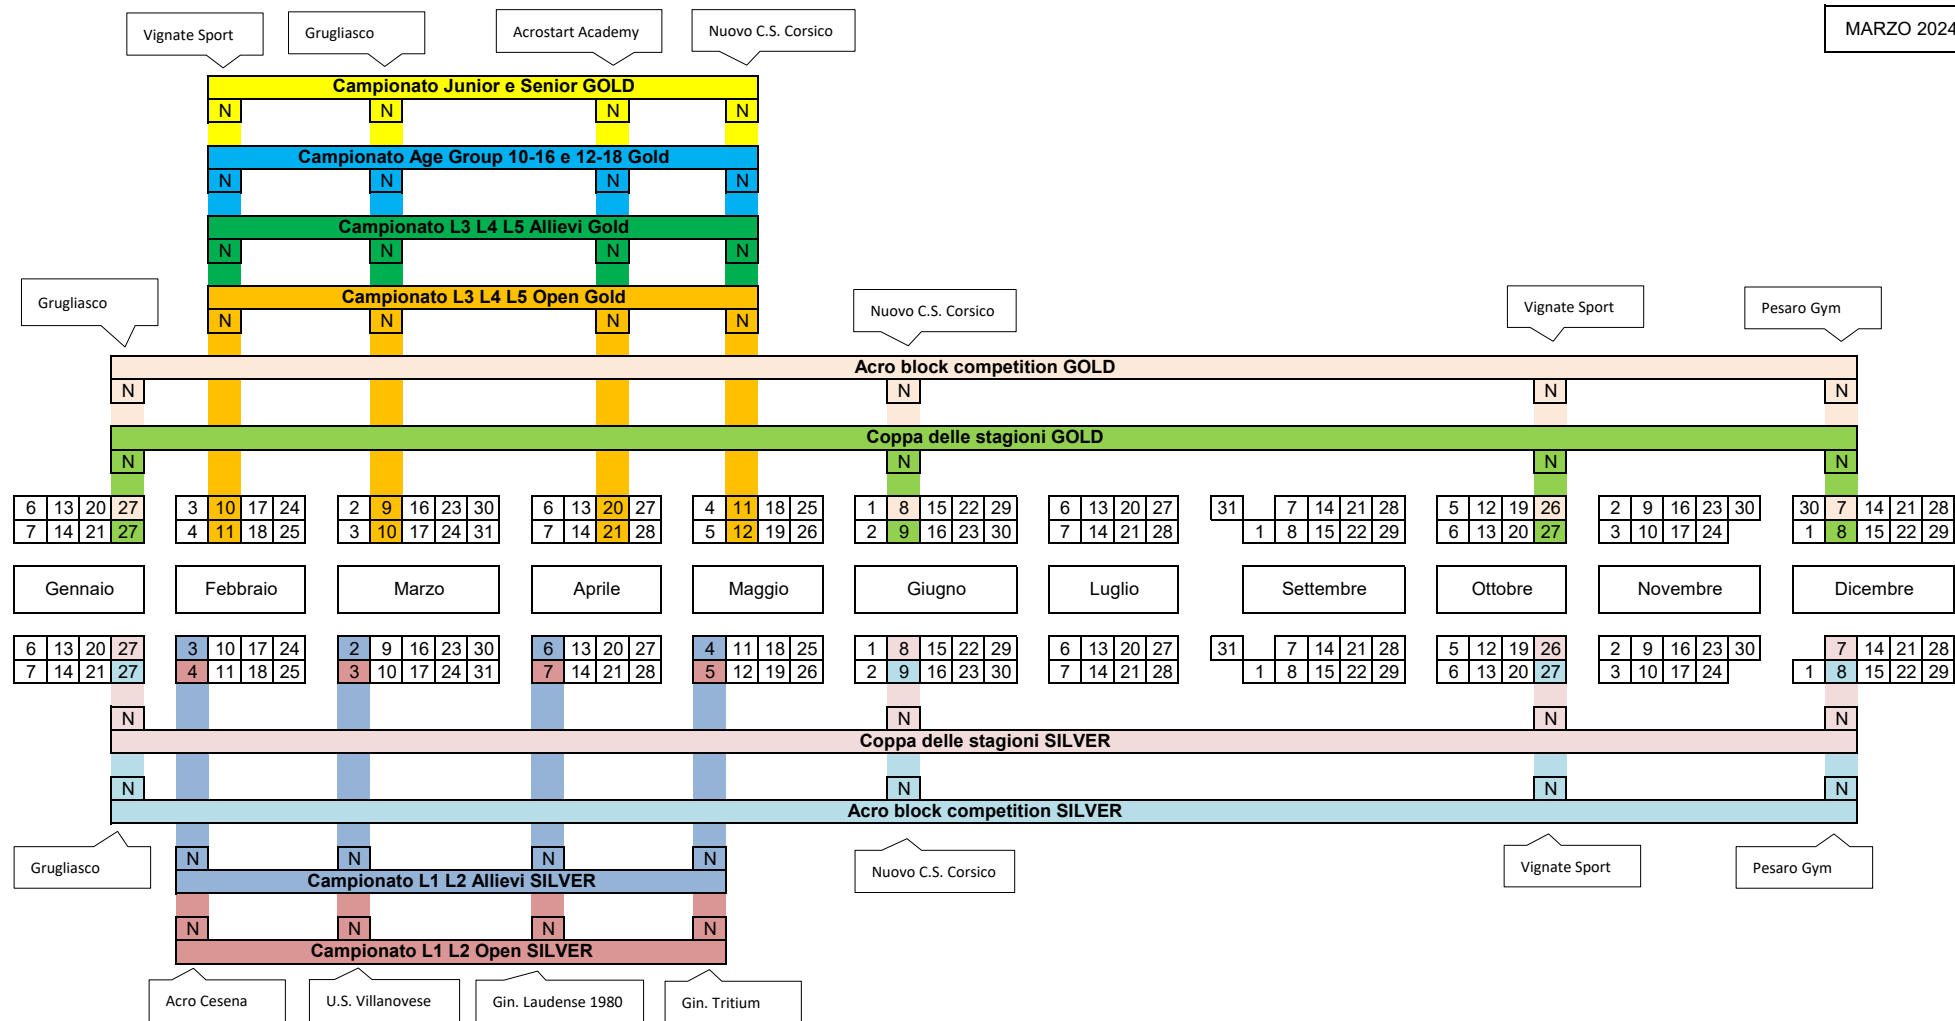 MARZO 2024
Vignate Sport
Grugliasco
Acrostart Academy
Nuovo C.S. Corsico
Campionato Junior e Senior GOLD
N N N N
Campionato Age Group 10-16 e 12-18 Gold
N N N N
Campionato L3 L4 L5 Allievi Gold
N N N N
Campionato L3 L4 L5 Open Gold
N N N N
Grugliasco
Nuovo C.S. Corsico
Vignate Sport
Pesaro Gym
Acro block competition GOLD
N N N N
Coppa delle stagioni GOLD
N N N N
6 13 20 27 3 10 17 24 2 9 16 23 30 6 13 20 27 4 11 18 25 1 8 15 22 29 6 13 20 27 31 7 14 21 28 5 12 19 26 2 9 16 23 30 30 7 14 21 28
7 14 21 27 4 11 18 25 3 10 17 24 31 7 14 21 28 5 12 19 26 2 9 16 23 30 7 14 21 28 1 8 15 22 29 6 13 20 27 3 10 17 24 1 8 15 22 29
Gennaio Febbraio Marzo Aprile Maggio Giugno Luglio Settembre Ottobre Novembre Dicembre
6 13 20 27 3 10 17 24 2 9 16 23 30 6 13 20 27 4 11 18 25 1 8 15 22 29 6 13 20 27 31 7 14 21 28 5 12 19 26 2 9 16 23 30 7 14 21 28
7 14 21 27 4 11 18 25 3 10 17 24 31 7 14 21 28 5 12 19 26 2 9 16 23 30 7 14 21 28 1 8 15 22 29 6 13 20 27 3 10 17 24 1 8 15 22 29
N N N N
Coppa delle stagioni SILVER
N N N N
Acro block competition SILVER
Grugliasco
Nuovo C.S. Corsico
Vignate Sport
Pesaro Gym
N N N N
Campionato L1 L2 Allievi SILVER
N N N N
Campionato L1 L2 Open SILVER
Acro Cesena
U.S. Villanovese
Gin. Laudense 1980
Gin. Tritium